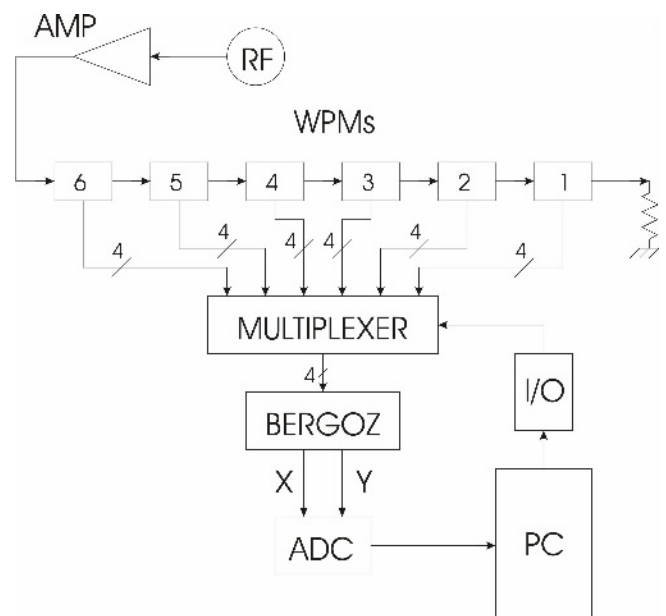 AMP
RF
WPMs
6 5 4 3 2 1
4 4 4 4 4 4
MULTIPLEXER
4
I/O
BERGOZ
X Y
ADC
PC